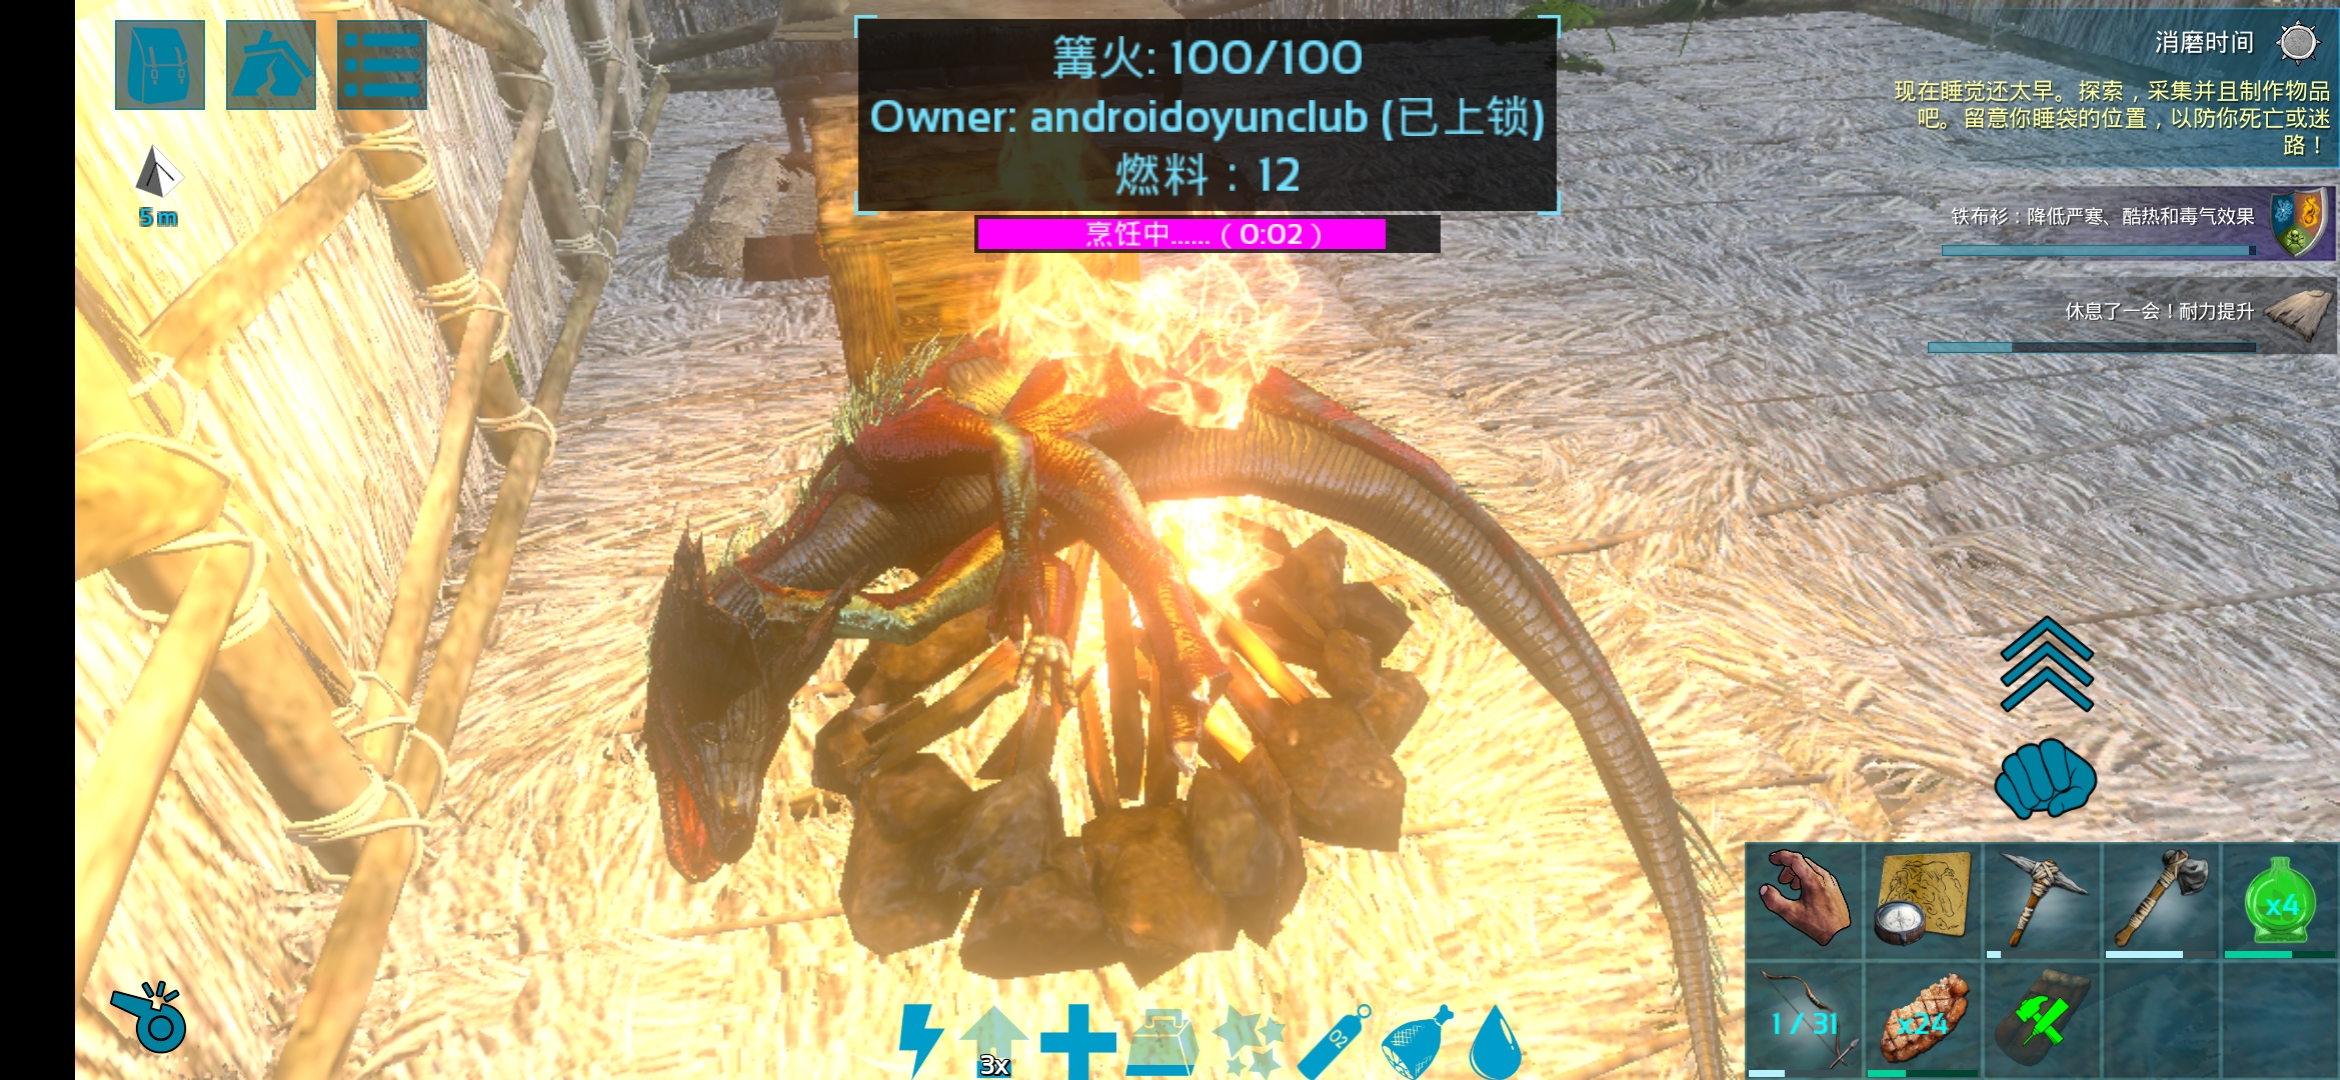 篝火: 100/100
Owner: androidoyunclub (已上锁)
燃料：12
烹饪中......（0:02）
消磨时间
现在睡觉还太早。探索，采集并且制作物品
吧。留意你睡袋的位置，以防你死亡或迷
路！
铁布衫：降低严寒、酷热和毒气效果
休息了一会！耐力提升
5 m
x4
1 / 31
x24
3x
O2